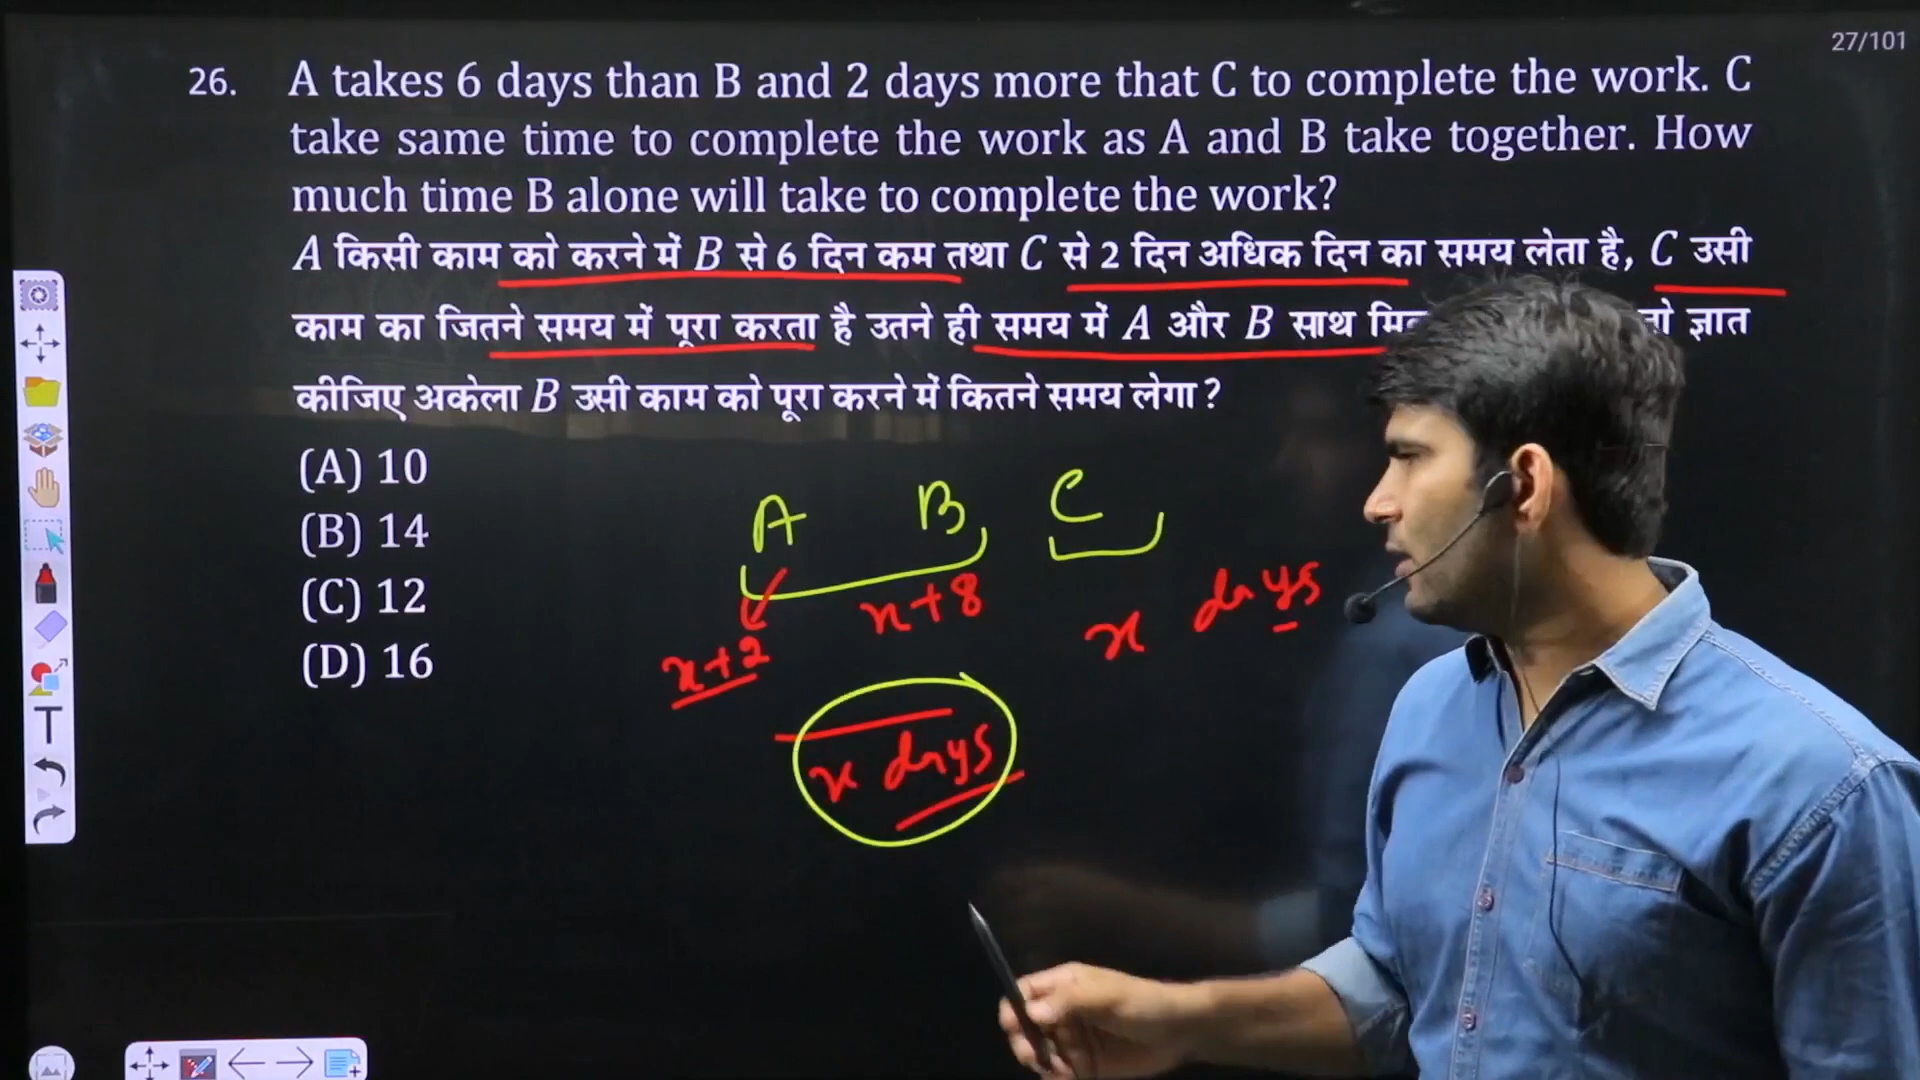 27/101
26. A takes 6 days than B and 2 days more that C to complete the work. C
take same time to complete the work as A and B take together. How
much time B alone will take to complete the work?
A किसी काम को करने में B से 6 दिन कम तथा C से 2 दिन अधिक दिन का समय लेता है, C उसी
काम का जितने समय में पूरा करता है उतने ही समय में A और B साथ ज्ञात
कीजिए अकेला B उसी काम को पूरा करने में कितने समय लेगा ?
(A) 10
(B) 14
(C) 12
(D) 16
A B C
x+2 x+8 x days
x days
T